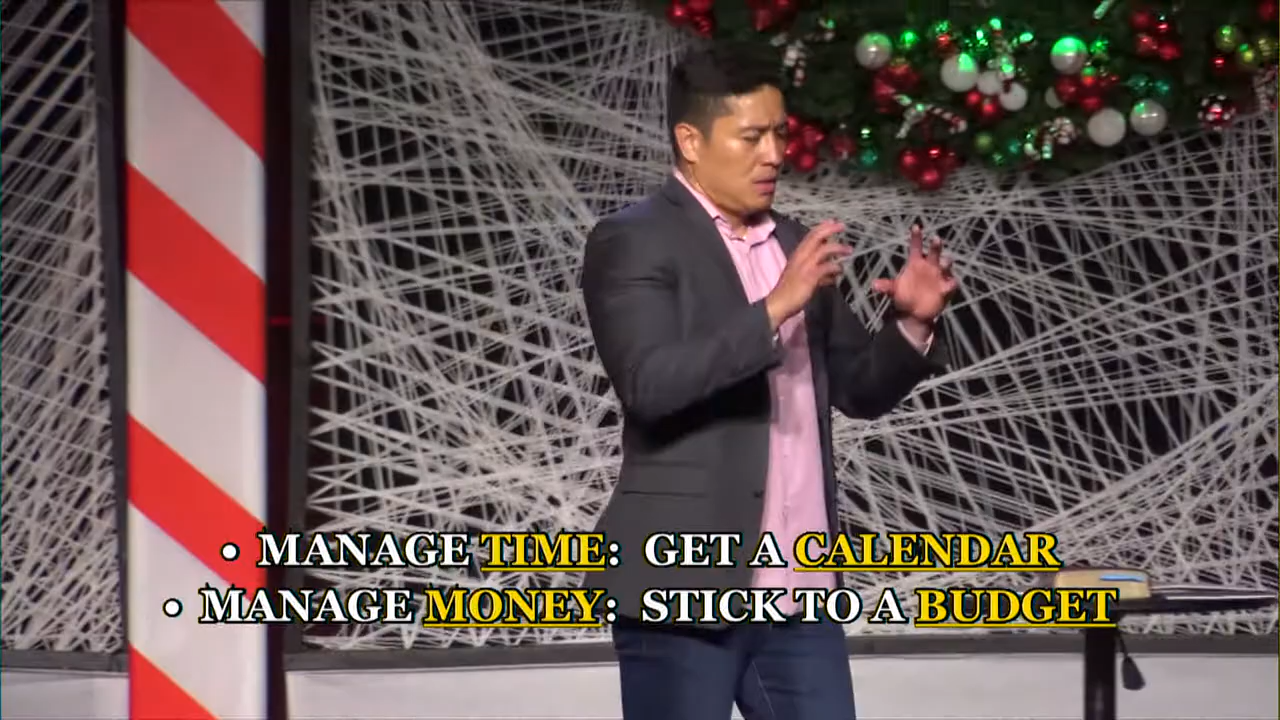 • MANAGE TIME: GET A CALENDAR
• MANAGE MONEY: STICK TO A BUDGET